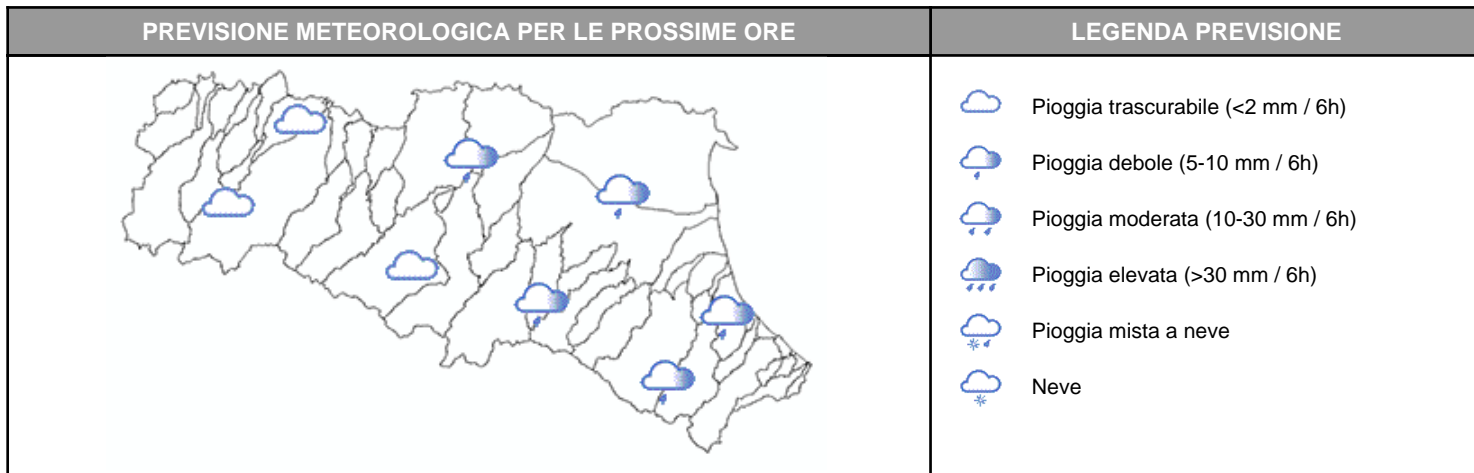 PREVISIONE METEOROLOGICA PER LE PROSSIME ORE
LEGENDA PREVISIONE
Pioggia trascurabile (<2 mm / 6h)
Pioggia debole (5-10 mm / 6h)
Pioggia moderata (10-30 mm / 6h)
Pioggia elevata (>30 mm / 6h)
Pioggia mista a neve
Neve